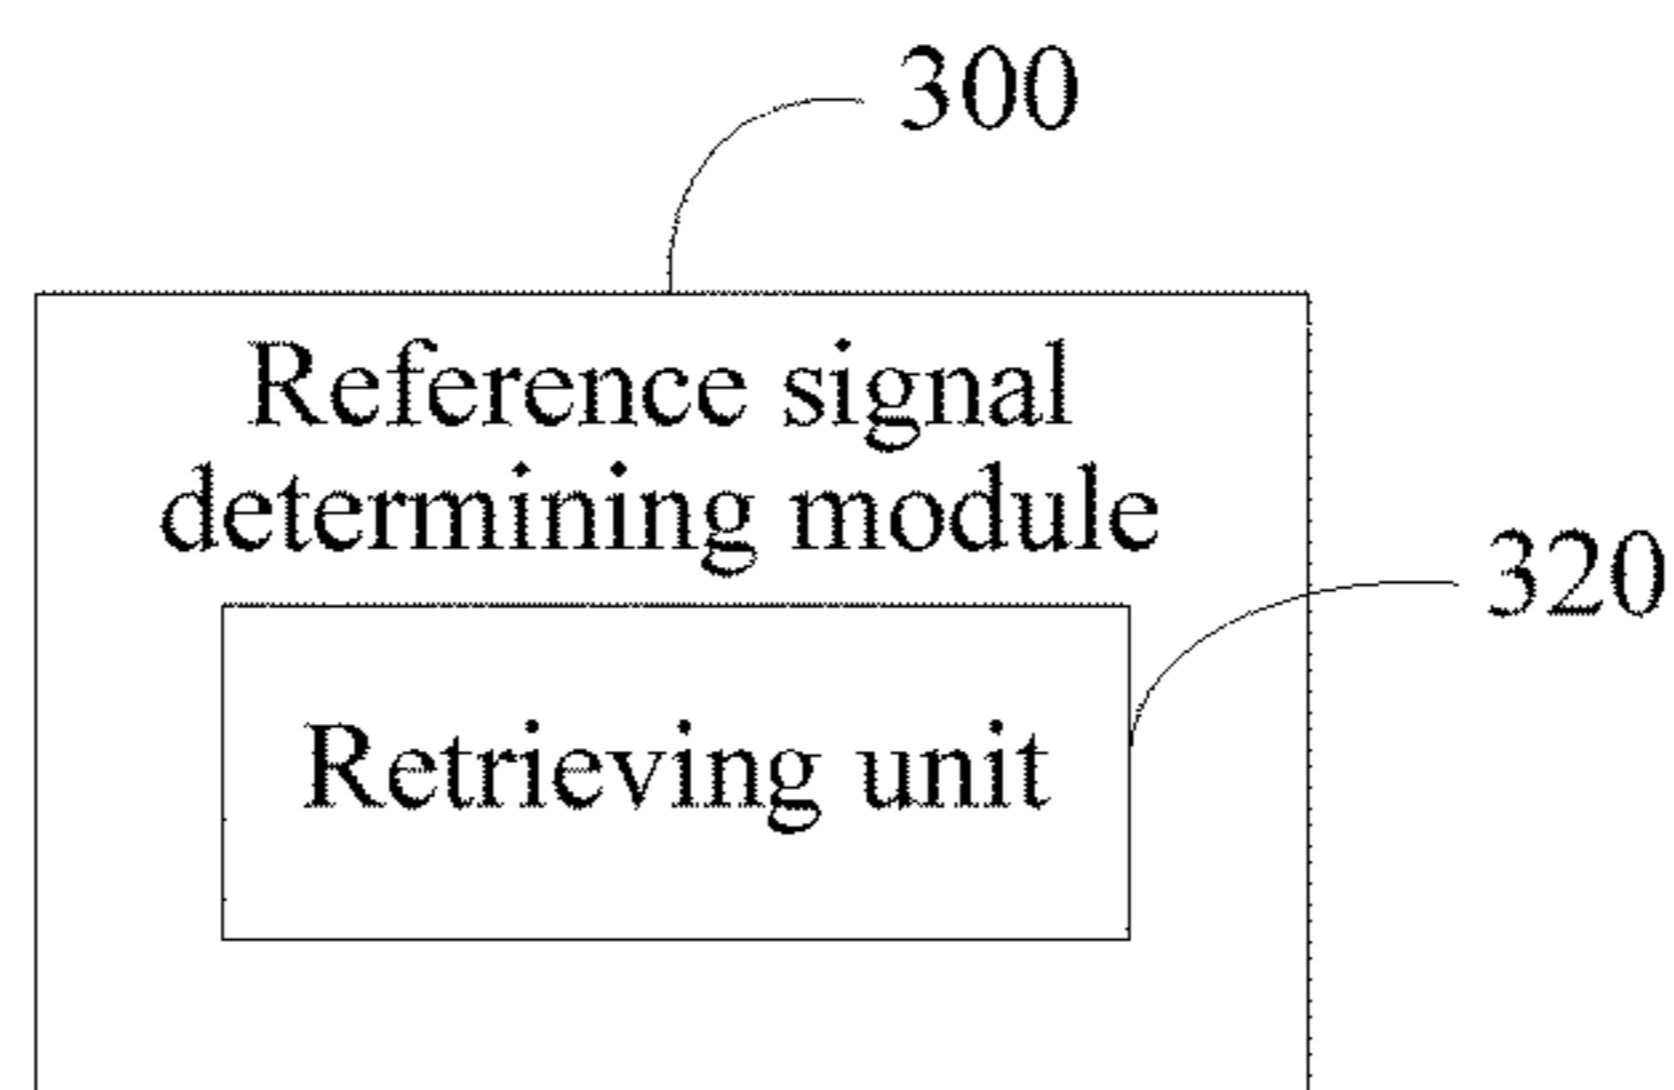 300
Reference signal
determining module
320
Retrieving unit